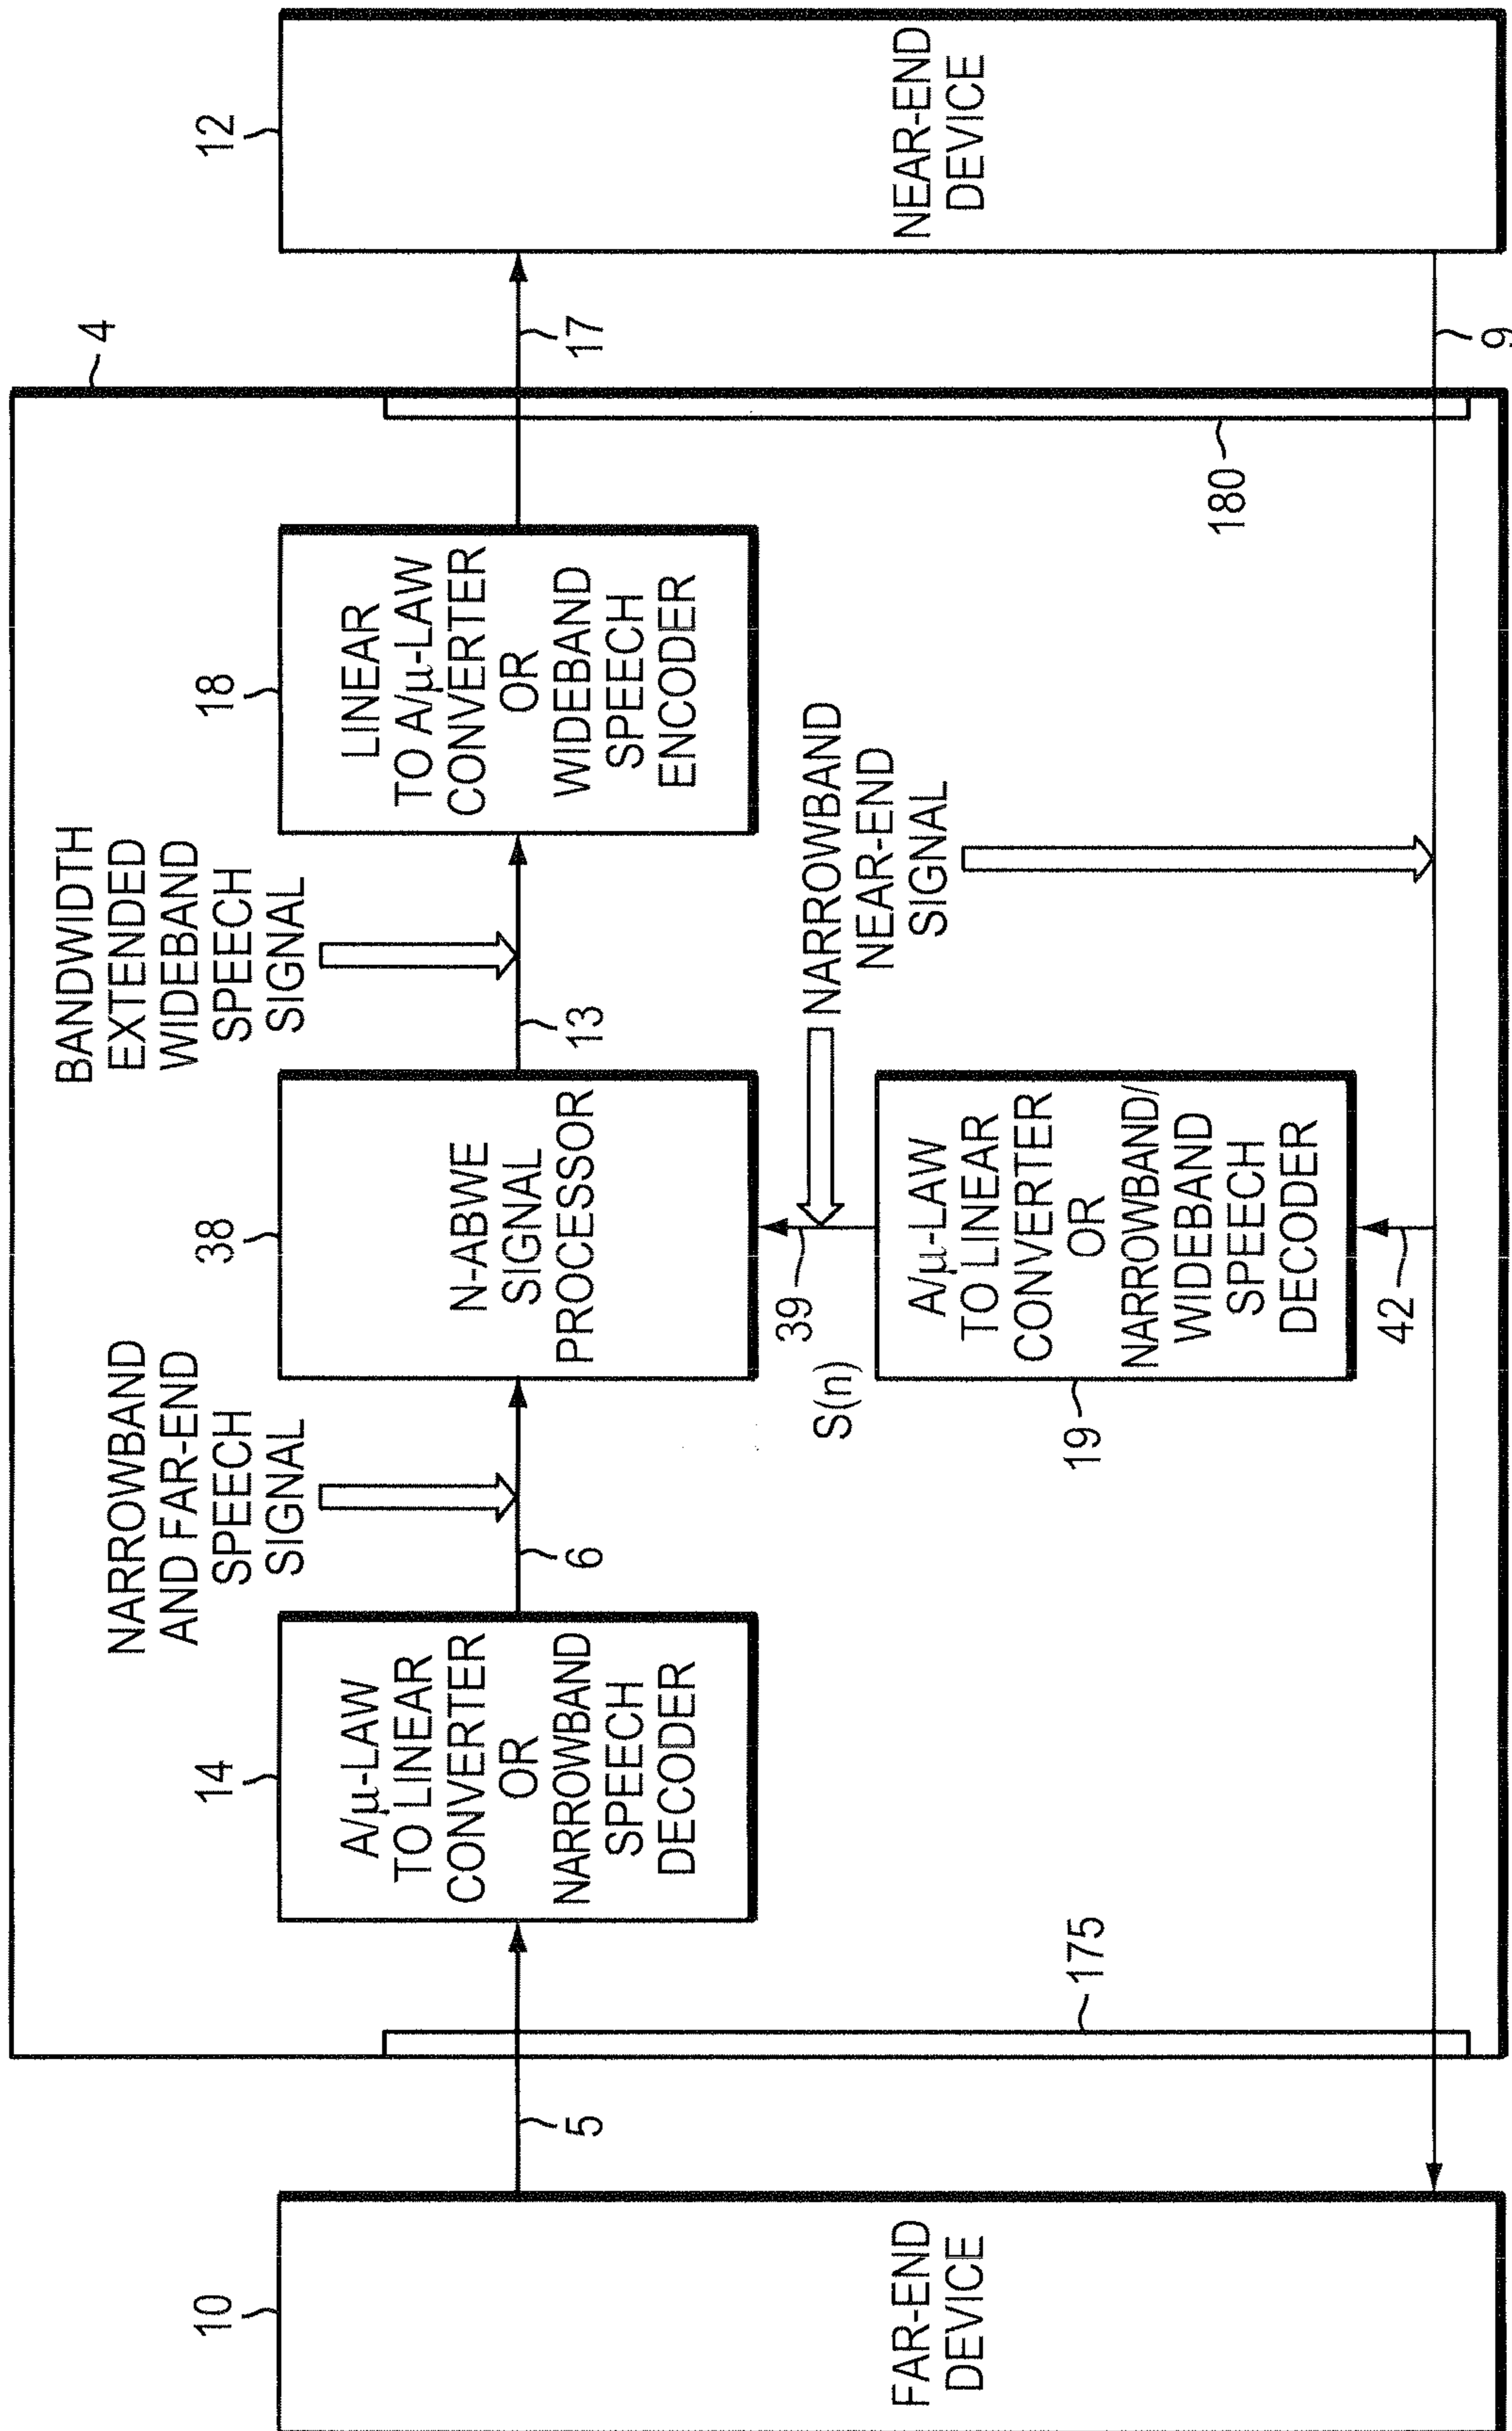 10
FAR-END
DEVICE
5
175
14
A/µ-LAW
TO LINEAR
CONVERTER
OR
NARROWBAND
SPEECH
DECODER
NARROWBAND
AND FAR-END
SPEECH
SIGNAL
6
38
N-ABWE
SIGNAL
PROCESSOR
BANDWIDTH
EXTENDED
WIDEBAND
SPEECH
SIGNAL
13
18
LINEAR
TO A/µ-LAW
CONVERTER
OR
WIDEBAND
SPEECH
ENCODER
4
17
12
NEAR-END
DEVICE
S(n)
39
NARROWBAND
NEAR-END
SIGNAL
19
A/µ-LAW
TO LINEAR
CONVERTER
OR
NARROWBAND/
WIDEBAND
SPEECH
DECODER
42
180
9